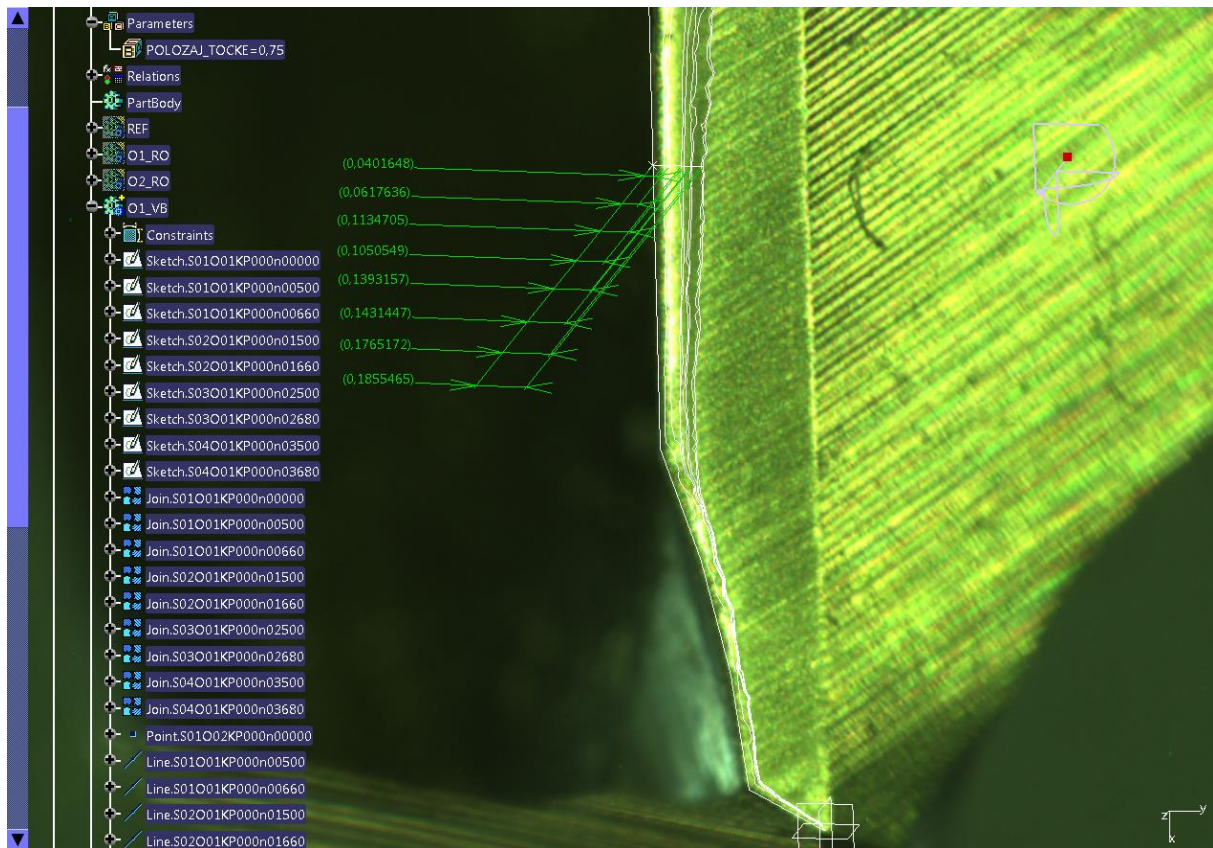 Parameters
POLOZAJ_TOCKE=0,75
Relations
PartBody
REF
O1_RO
O2_RO
O1_VB
Constraints
Sketch.S01O01KP000n00000
Sketch.S01O01KP000n00500
Sketch.S01O01KP000n00660
Sketch.S02O01KP000n01500
Sketch.S02O01KP000n01660
Sketch.S03O01KP000n02500
Sketch.S03O01KP000n02680
Sketch.S04O01KP000n03500
Sketch.S04O01KP000n03680
Join.S01O01KP000n00000
Join.S01O01KP000n00500
Join.S01O01KP000n00660
Join.S02O01KP000n01500
Join.S02O01KP000n01660
Join.S03O01KP000n02500
Join.S03O01KP000n02680
Join.S04O01KP000n03500
Join.S04O01KP000n03680
Point.S01O02KP000n00000
Line.S01O01KP000n00500
Line.S01O01KP000n00660
Line.S02O01KP000n01500
Line.S02O01KP000n01660
(0,0401648)
(0,0617636)
(0,1134705)
(0,1050549)
(0,1393157)
(0,1431447)
(0,1765172)
(0,1855465)
z y
x